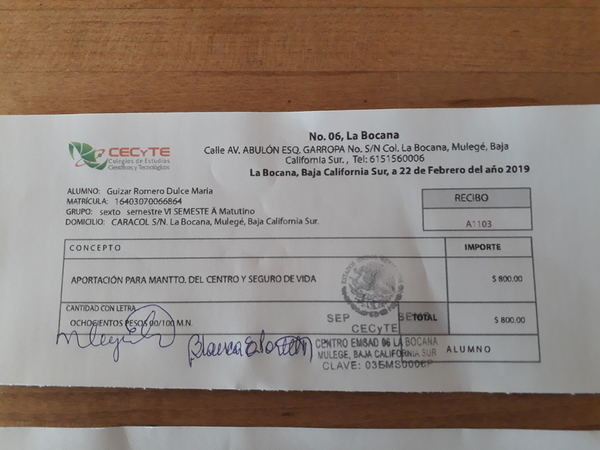 CECyTE
Colegios de Estudios
Científicos y Tecnológicos
No. 06, La Bocana
Calle AV. ABULÓN ESQ. GARROPA No. S/N Col. La Bocana, Mulegé, Baja
California Sur. , Tel: 6151560006
La Bocana, Baja California Sur, a 22 de Febrero del año 2019
ALUMNO: Guizar Romero Dulce Maria
MATRÍCULA: 16403070066864
GRUPO: sexto semestre VI SEMESTE A Matutino
DOMICILIO: CARACOL S/N. La Bocana, Mulegé, Baja California Sur.
RECIBO
A1103
CONCEPTO
IMPORTE
APORTACIÓN PARA MANTTO. DEL CENTRO Y SEGURO DE VIDA
$ 800.00
CANTIDAD CON LETRA
OCHOCIENTOS PESOS 00/100 M.N.
TOTAL
$ 800.00
SEP
CECyTE
CENTRO EMSAD 06 LA BOCANA
MULEGE, BAJA CALIFORNIA SUR
CLAVE: 03EMS0006P
ALUMNO